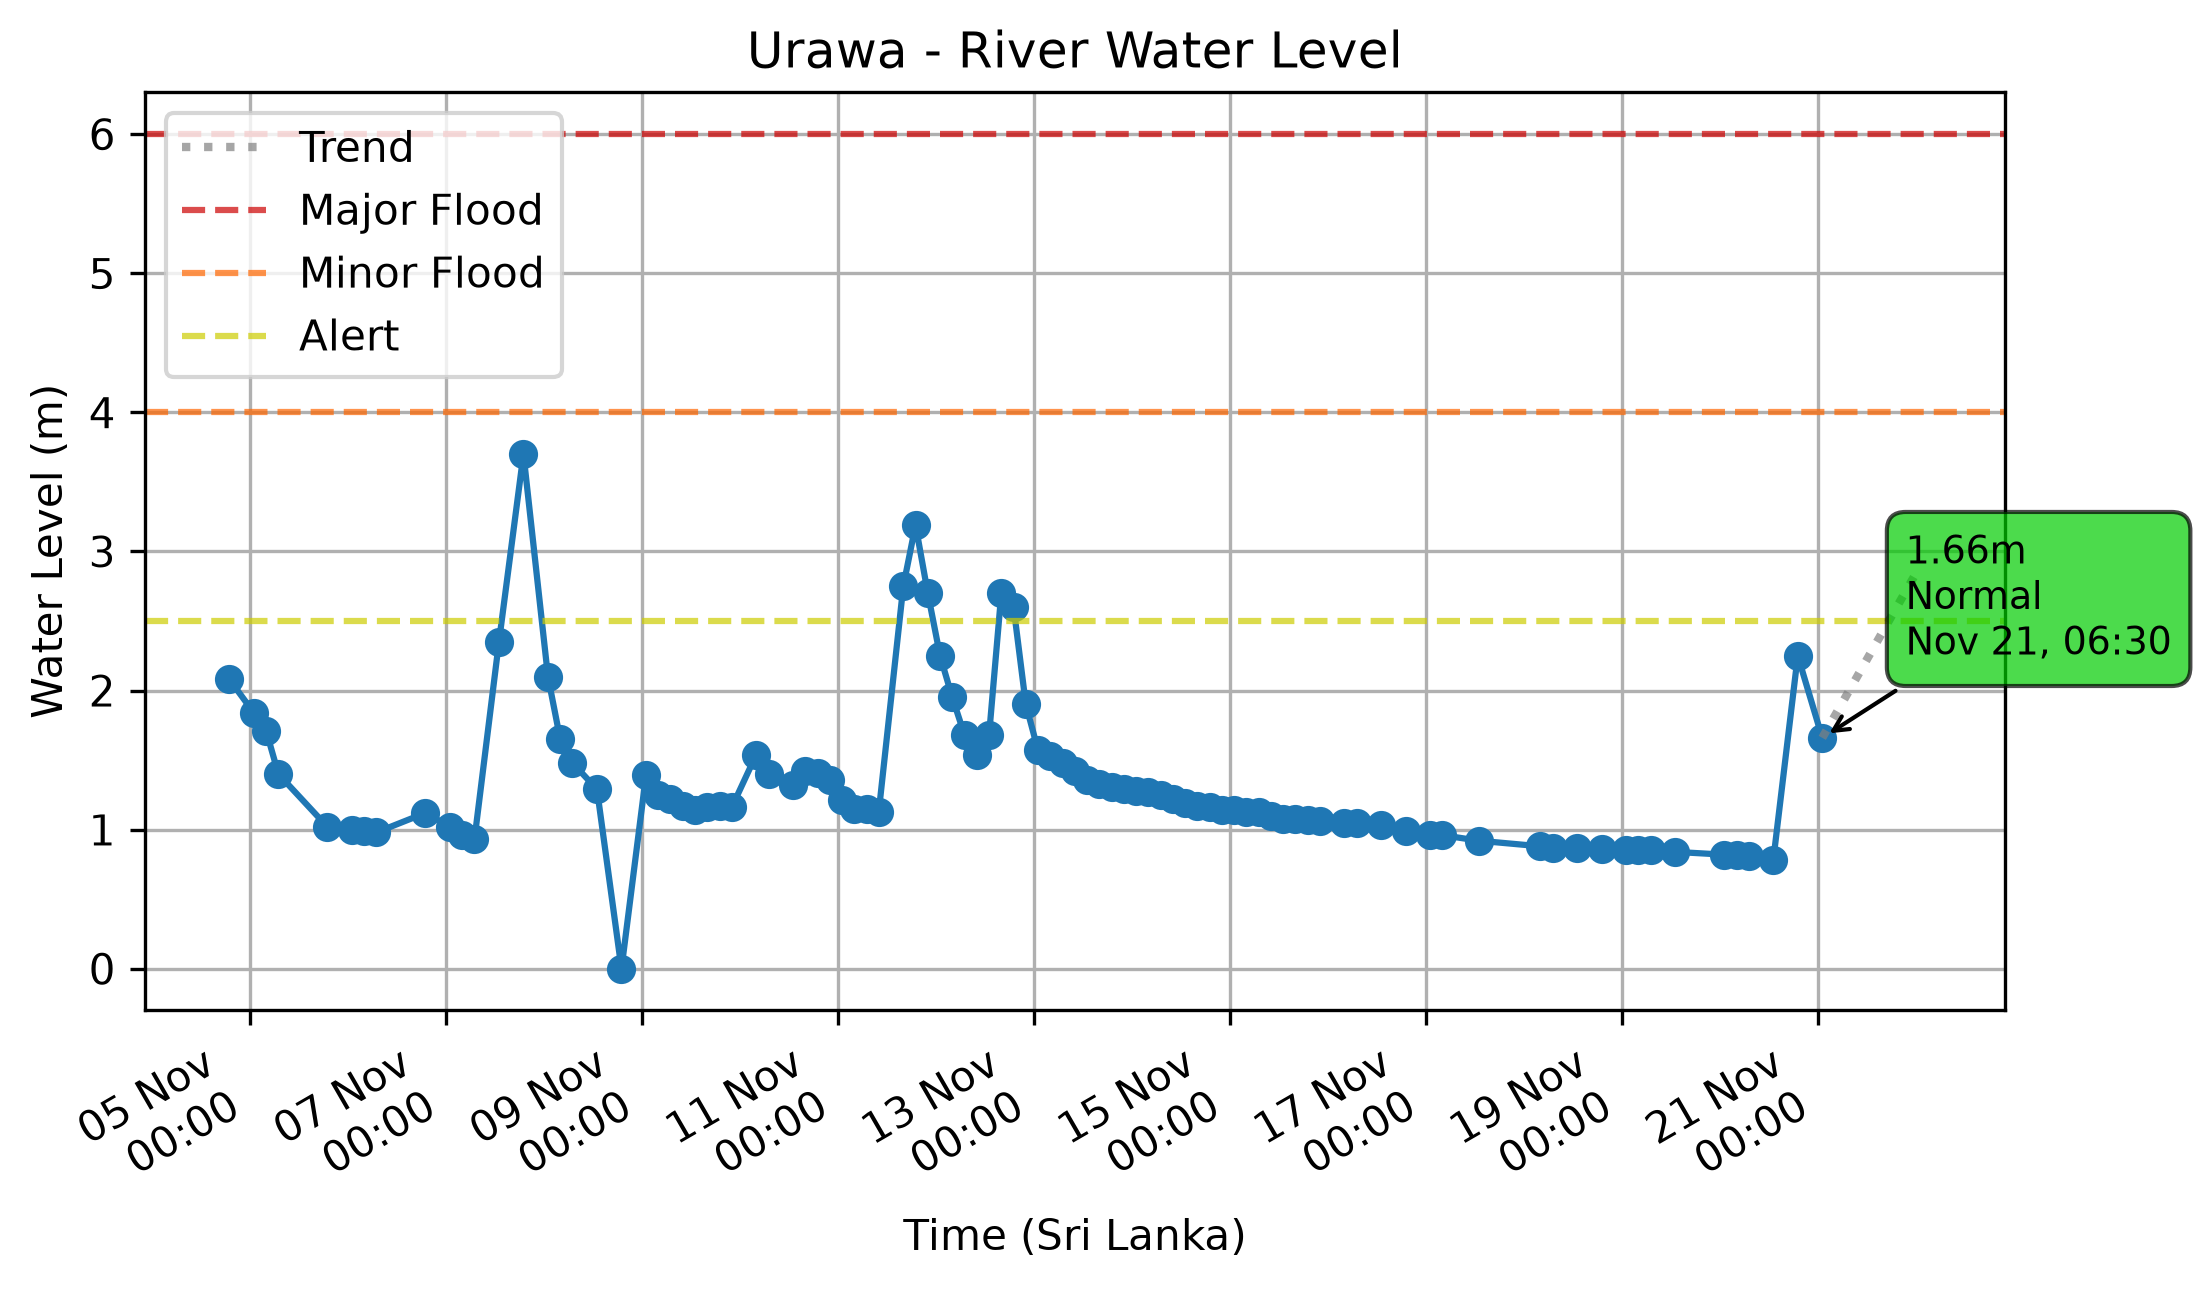 Urawa - River Water Level
Trend
Major Flood
Minor Flood
Alert
6
5
4
3
2
1
0
Water Level (m)
1.66m
Normal
Nov 21, 06:30
05 Nov
00:00
07 Nov
00:00
09 Nov
00:00
11 Nov
00:00
13 Nov
00:00
15 Nov
00:00
17 Nov
00:00
19 Nov
00:00
21 Nov
00:00
Time (Sri Lanka)